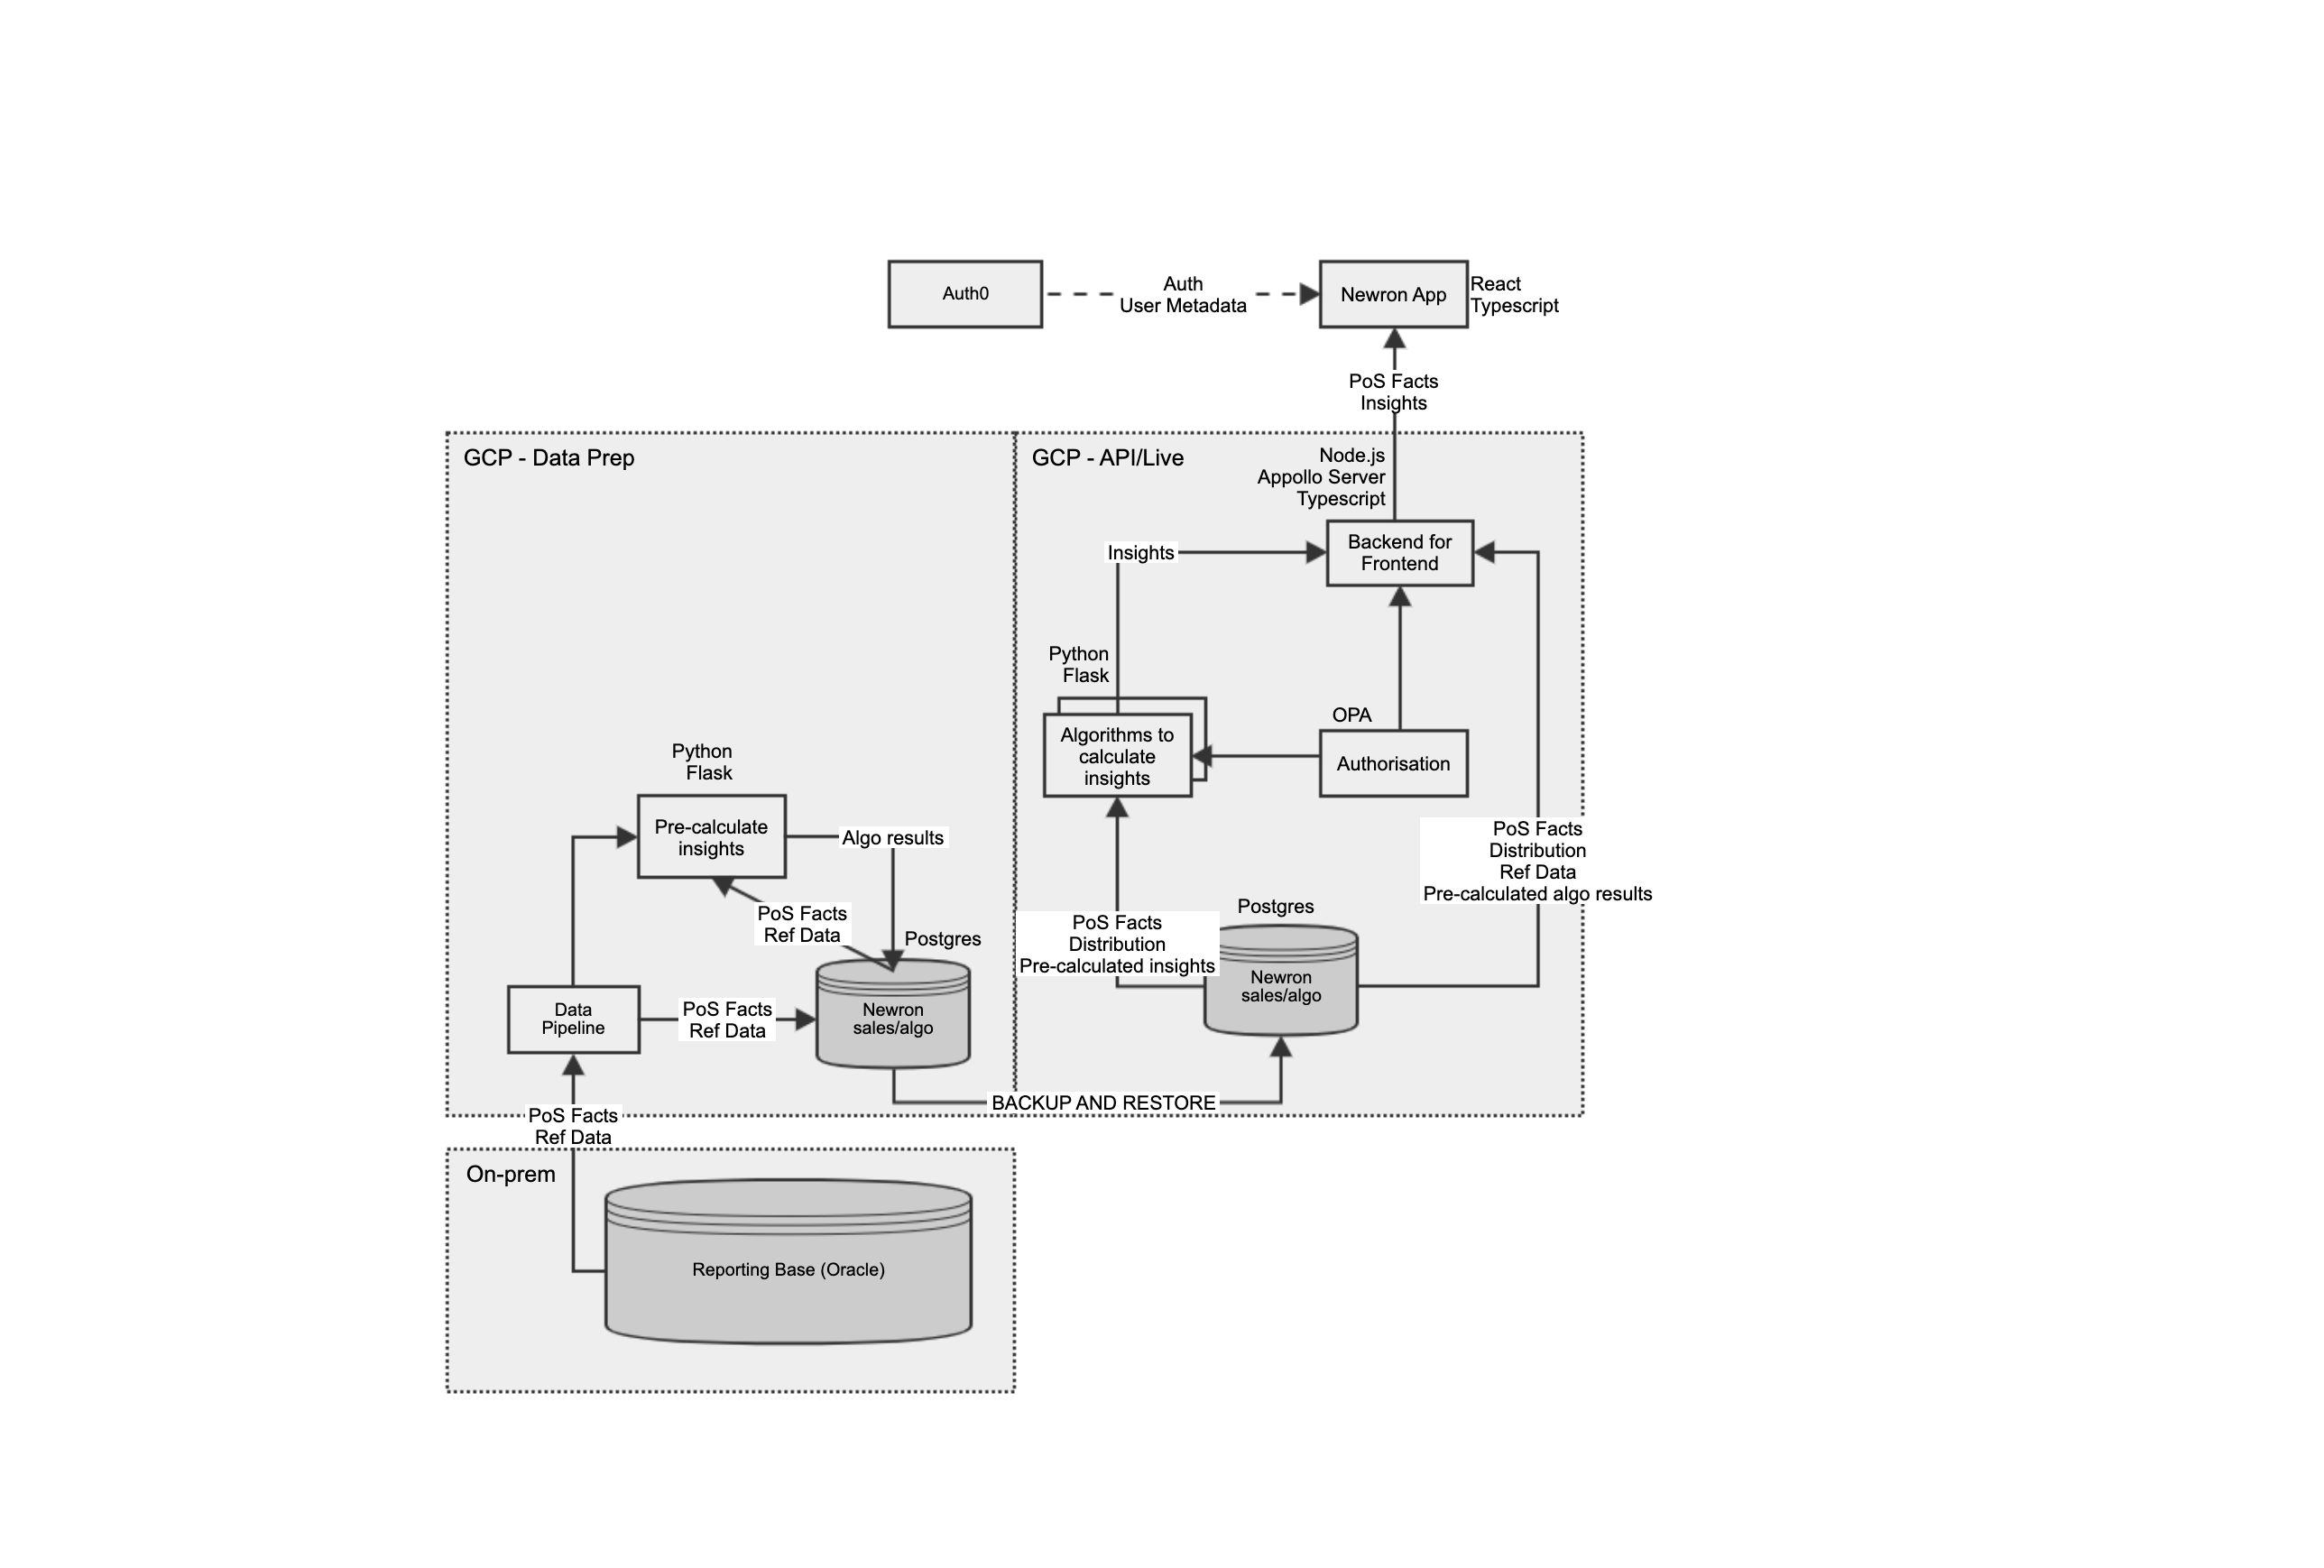 Auth0
Auth
User Metadata
Newron App
React
Typescript
PoS Facts
Insights
GCP - Data Prep
GCP - API/Live
Node.js
Appollo Server
Typescript
Backend for
Frontend
Insights
Python
Flask
Algorithms to
calculate
insights
OPA
Authorisation
Python
Flask
Pre-calculate
insights
Algo results
PoS Facts
Ref Data
Postgres
Data
Pipeline
PoS Facts
Ref Data
Newron
sales/algo
PoS Facts
Distribution
Pre-calculated insights
Postgres
Newron
sales/algo
PoS Facts
Distribution
Ref Data
Pre-calculated algo results
BACKUP AND RESTORE
PoS Facts
Ref Data
On-prem
Reporting Base (Oracle)